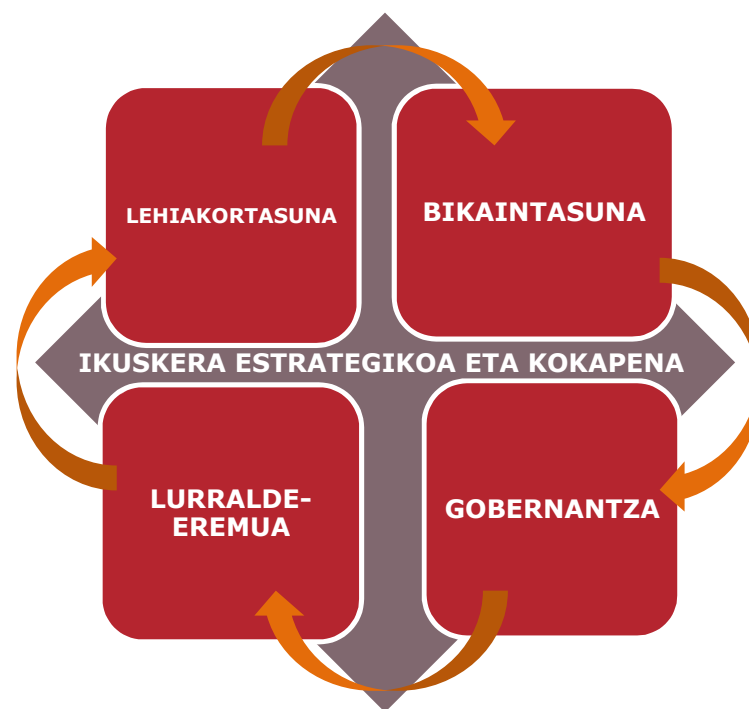 LEHIAKORTASUNA
BIKAINTASUNA
IKUSKERA ESTRATEGIKOA ETA KOKAPENA
LURRALDE-
EREMUA
GOBERNANTZA